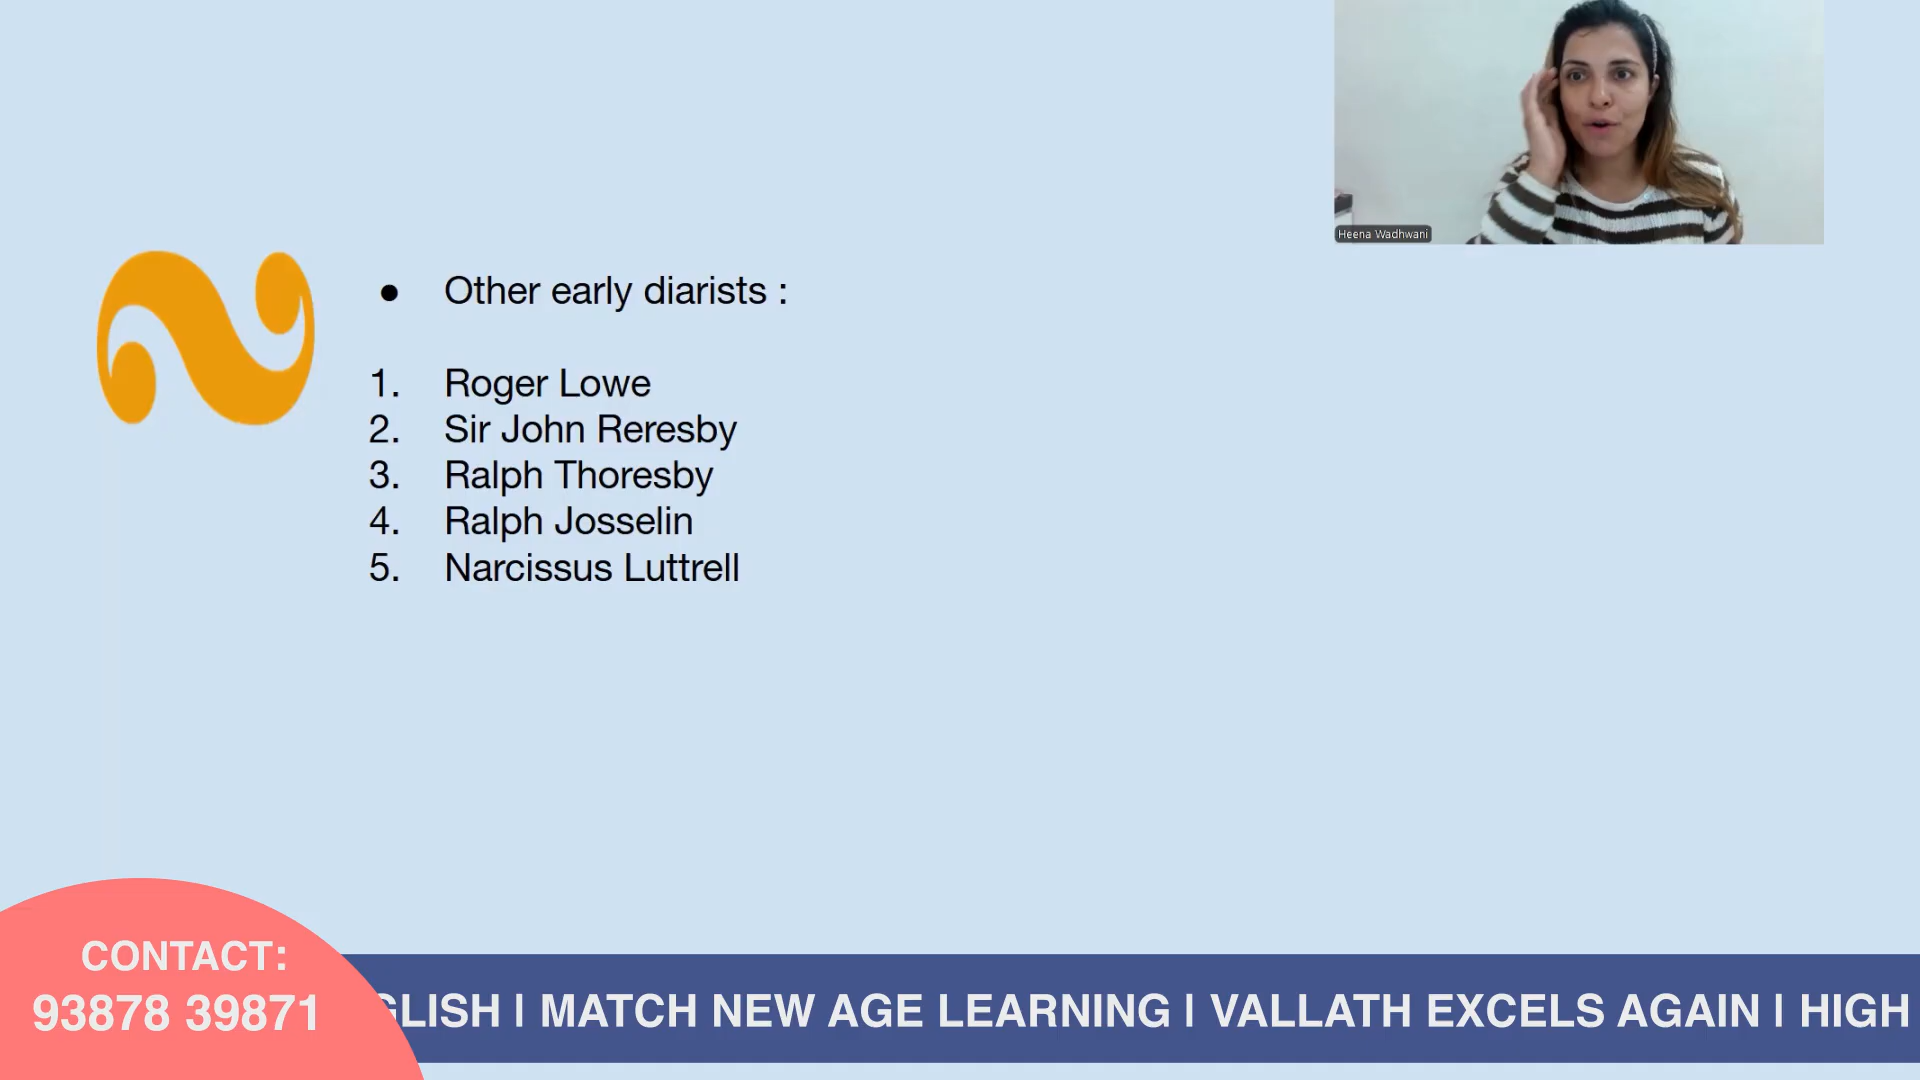 Heena Wadhwani
● Other early diarists :
1. Roger Lowe
2. Sir John Reresby
3. Ralph Thoresby
4. Ralph Josselin
5. Narcissus Luttrell
CONTACT:
93878 39871
GLISH | MATCH NEW AGE LEARNING | VALLATH EXCELS AGAIN | HIGH